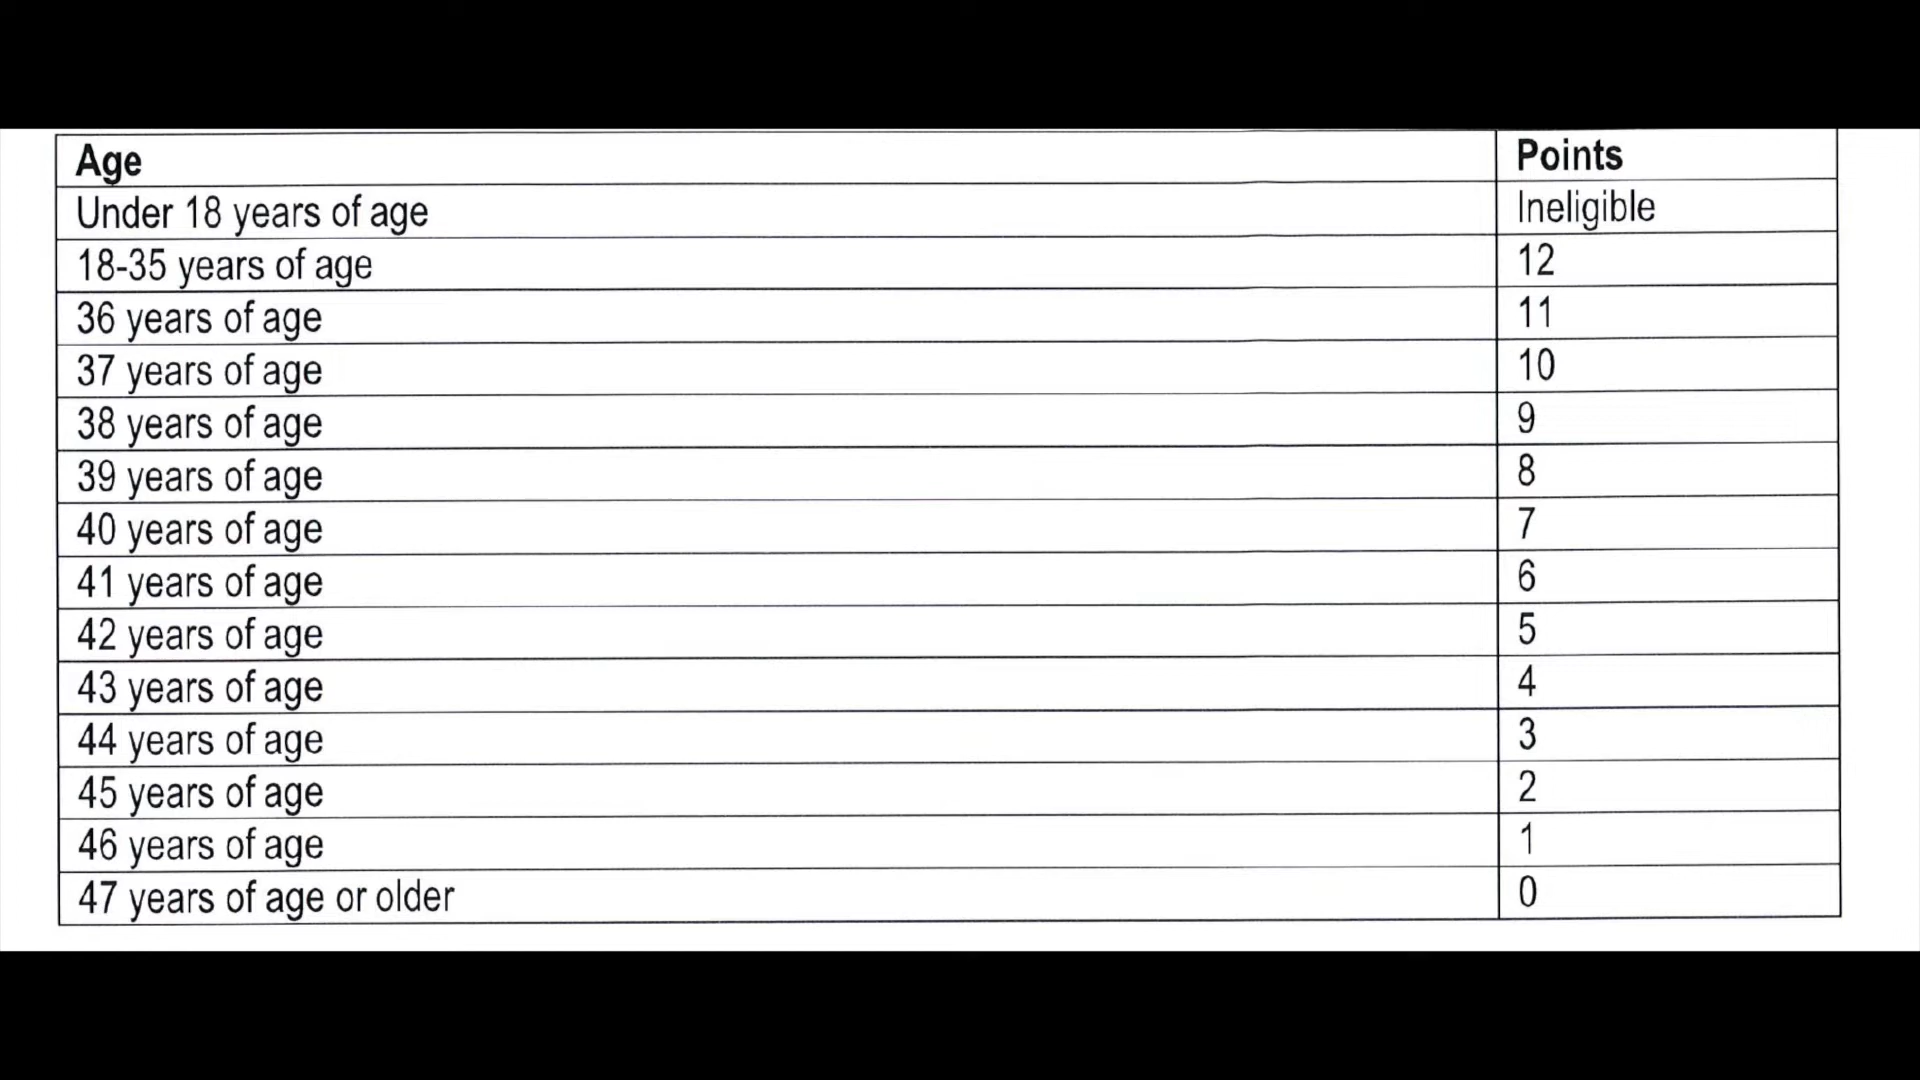 Age Points
Under 18 years of age Ineligible
18-35 years of age 12
36 years of age 11
37 years of age 10
38 years of age 9
39 years of age 8
40 years of age 7
41 years of age 6
42 years of age 5
43 years of age 4
44 years of age 3
45 years of age 2
46 years of age 1
47 years of age or older 0